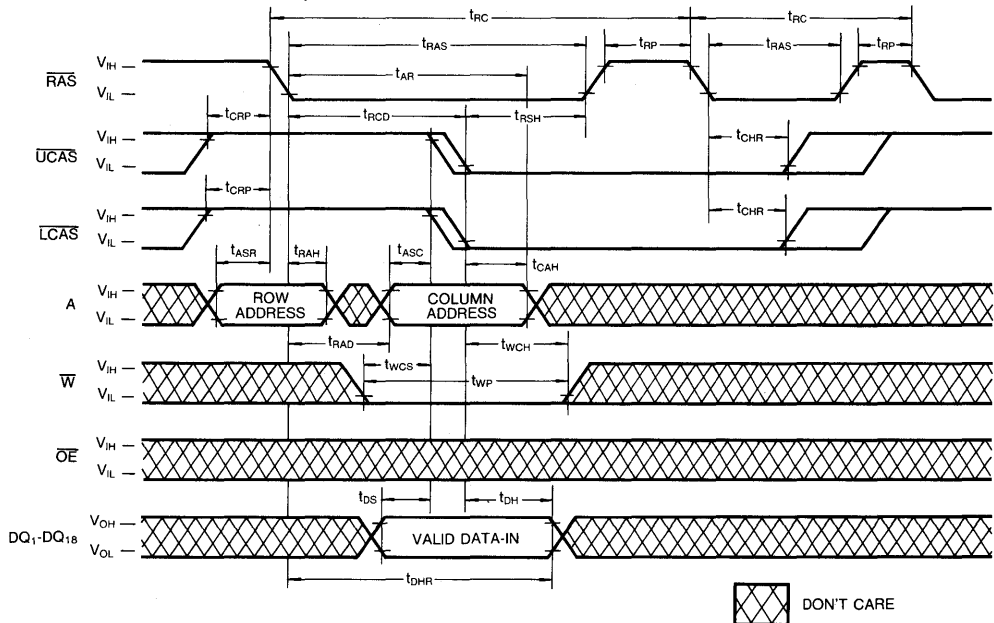 tRC tRC
tRAS tRP tRAS tRP
RAS VIH
VIL
tAR
tCRP tRCD tRSH
UCAS VIH
VIL
tCHR
tCRP
LCAS VIH
VIL
tCHR
tASR tRAH tASC tCAH
A VIH
VIL
ROW ADDRESS
COLUMN ADDRESS
tRAD tWCH
tWCS
W VIH
VIL
tWP
OE VIH
VIL
tDS tDH
DQ1-DQ18 VOH
VOL
VALID DATA-IN
tDHR
DON'T CARE